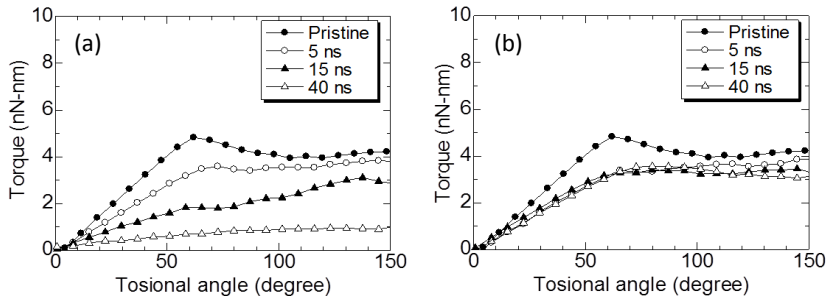 (a)
Pristine
5 ns
15 ns
40 ns
Torque (nN-nm)
10
8
6
4
2
0
0 50 100 150
Tosional angle (degree)
(b)
Pristine
5 ns
15 ns
40 ns
Torque (nN-nm)
10
8
6
4
2
0
0 50 100 150
Tosional angle (degree)